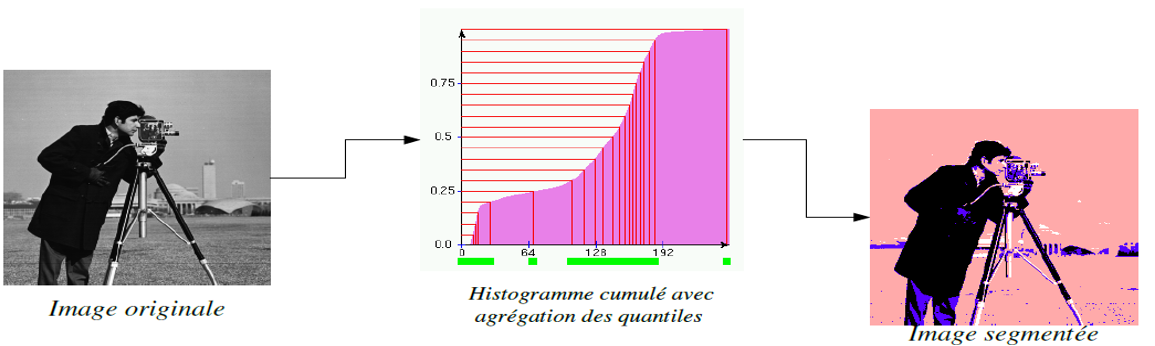 0.75
0.5
0.25
0.0
0 64 128 192
Image originale
Histogramme cumulé avec
agrégation des quantiles
Image segmentée